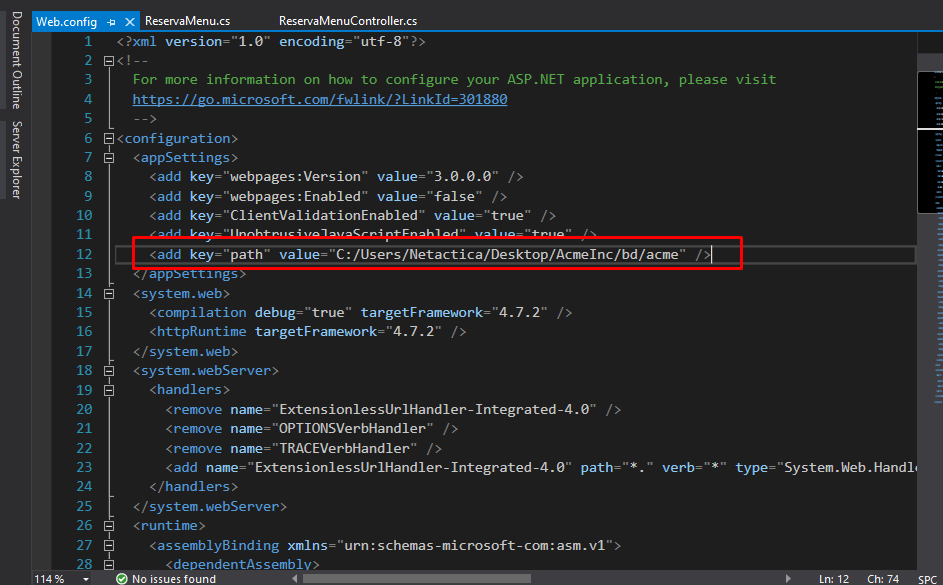 Web.config
ReservaMenu.cs
ReservaMenuController.cs
Document Outline
Server Explorer
1 <?xml version="1.0" encoding="utf-8"?>
2 <!--
3 For more information on how to configure your ASP.NET application, please visit
4 https://go.microsoft.com/fwlink/?LinkId=301880
5 -->
6 <configuration>
7 <appSettings>
8 <add key="webpages:Version" value="3.0.0.0" />
9 <add key="webpages:Enabled" value="false" />
10 <add key="ClientValidationEnabled" value="true" />
11 <add key="UnobtrusiveJavaScriptEnabled" value="true" />
12 <add key="path" value="C:/Users/Netactica/Desktop/AcmeInc/bd/acme" />
13 </appSettings>
14 <system.web>
15 <compilation debug="true" targetFramework="4.7.2" />
16 <httpRuntime targetFramework="4.7.2" />
17 </system.web>
18 <system.webServer>
19 <handlers>
20 <remove name="ExtensionlessUrlHandler-Integrated-4.0" />
21 <remove name="OPTIONSVerbHandler" />
22 <remove name="TRACEVerbHandler" />
23 <add name="ExtensionlessUrlHandler-Integrated-4.0" path="*." verb="*" type="System.Web.Handle
24 </handlers>
25 </system.webServer>
26 <runtime>
27 <assemblyBinding xmlns="urn:schemas-microsoft-com:asm.v1">
28 <dependentAssembly>
114 % No issues found Ln: 12 Ch: 74 SPC